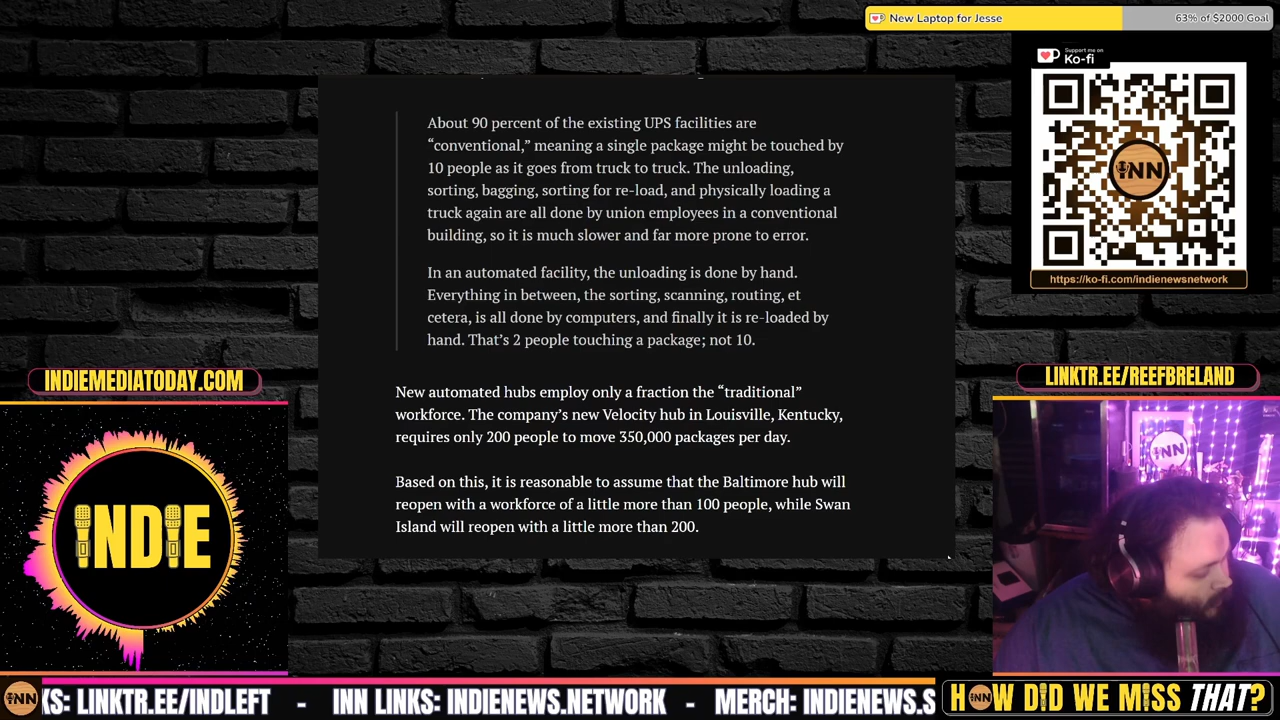 New Laptop for Jesse
63% of $2000 Goal
Support me on
Ko-fi
iNN
https://ko-fi.com/indienewsnetwork
About 90 percent of the existing UPS facilities are
“conventional,” meaning a single package might be touched by
10 people as it goes from truck to truck. The unloading,
sorting, bagging, sorting for re-load, and physically loading a
truck again are all done by union employees in a conventional
building, so it is much slower and far more prone to error.
In an automated facility, the unloading is done by hand.
Everything in between, the sorting, scanning, routing, et
cetera, is all done by computers, and finally it is re-loaded by
hand. That’s 2 people touching a package; not 10.
New automated hubs employ only a fraction the “traditional”
workforce. The company’s new Velocity hub in Louisville, Kentucky,
requires only 200 people to move 350,000 packages per day.
Based on this, it is reasonable to assume that the Baltimore hub will
reopen with a workforce of a little more than 100 people, while Swan
Island will reopen with a little more than 200.
INDIEMEDIATODAY.COM
INDIE
LINKTR.EE/REEFBRELAND
iNN
iNN
KS: LINKTR.EE/INDLEFT - INN LINKS: INDIENEWS.NETWORK - MERCH: INDIENEWS.S
HOW DID WE MISS THAT?